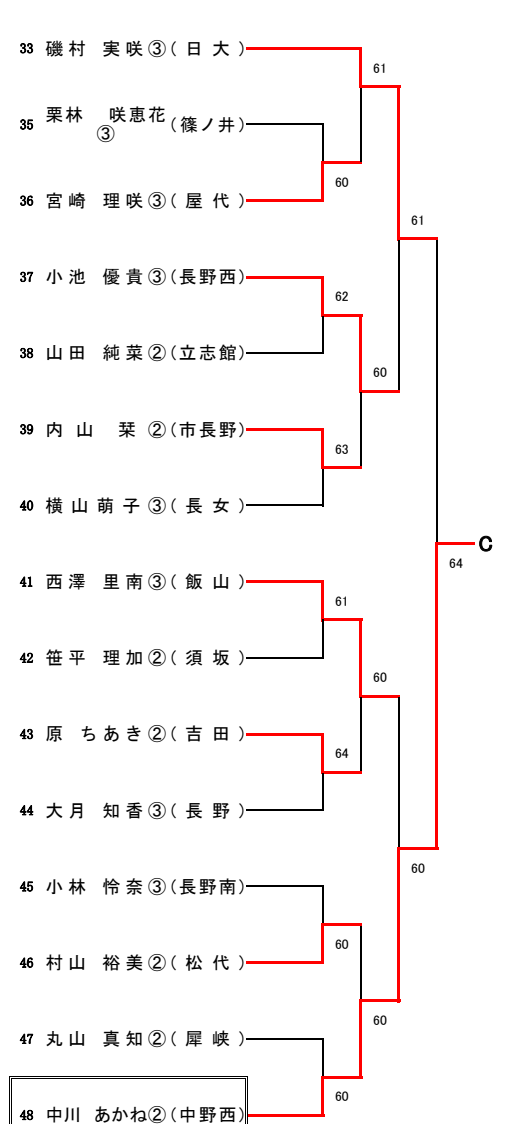 33 磯村 実咲③(日大)
61
35 栗林 咲恵花③(篠ノ井)
60
36 宮崎 理咲③(屋代)
61
37 小池 優貴③(長野西)
62
38 山田 純菜②(立志館)
60
39 内山 栞②(市長野)
63
40 横山萌子③(長女)
C
64
41 西澤 里南③(飯山)
61
42 笹平 理加②(須坂)
60
43 原 ちあき②(吉田)
64
44 大月 知香③(長野)
60
45 小林 怜奈③(長野南)
60
46 村山 裕美②(松代)
60
47 丸山 真知②(犀峡)
60
48 中川 あかね②(中野西)